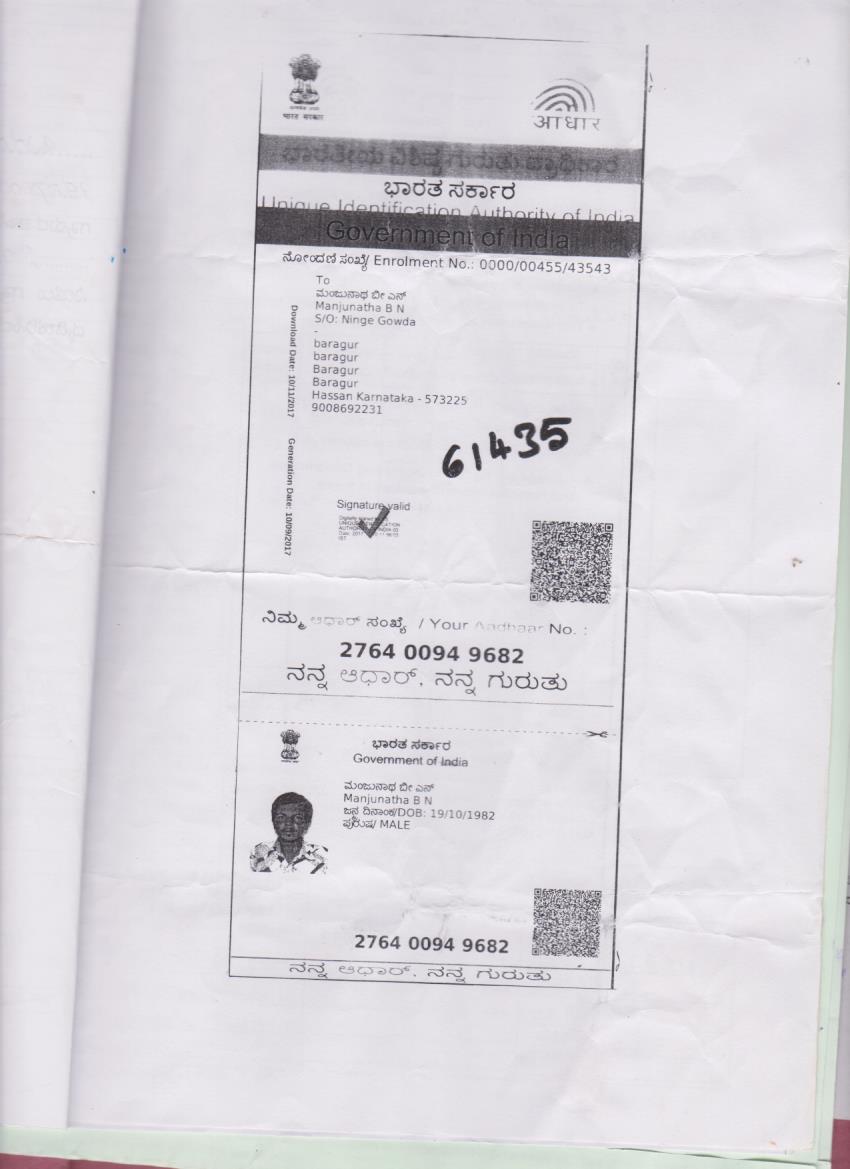 भारत सरकार
आधार
ಭಾರತೀಯ ವಿಶಿಷ್ಟ ಗುರುತು ಪ್ರಾಧಿಕಾರ
ಭಾರತ ಸರ್ಕಾರ
Unique Identification Authority of India
Government of India
ನೋಂದಣಿ ಸಂಖ್ಯೆ/ Enrolment No.: 0000/00455/43543
To
ಮಂಜುನಾಥ ಬೀ ಎನ್
Manjunatha B N
S/O: Ninge Gowda
-
baragur
baragur
Baragur
Baragur
Hassan Karnataka - 573225
9008692231
Download Date: 10/11/2017
Generation Date: 10/09/2017
61435
Signature valid
ನಿಮ್ಮ ಆಧಾರ್ ಸಂಖ್ಯೆ / Your Aadhaar No. :
2764 0094 9682
ನನ್ನ ಆಧಾರ್, ನನ್ನ ಗುರುತು
ಭಾರತ ಸರ್ಕಾರ
Government of India
ಮಂಜುನಾಥ ಬೀ ಎನ್
Manjunatha B N
ಜನ್ಮ ದಿನಾಂಕ/DOB: 19/10/1982
ಪುರುಷ/ MALE
2764 0094 9682
ನನ್ನ ಆಧಾರ್, ನನ್ನ ಗುರುತು